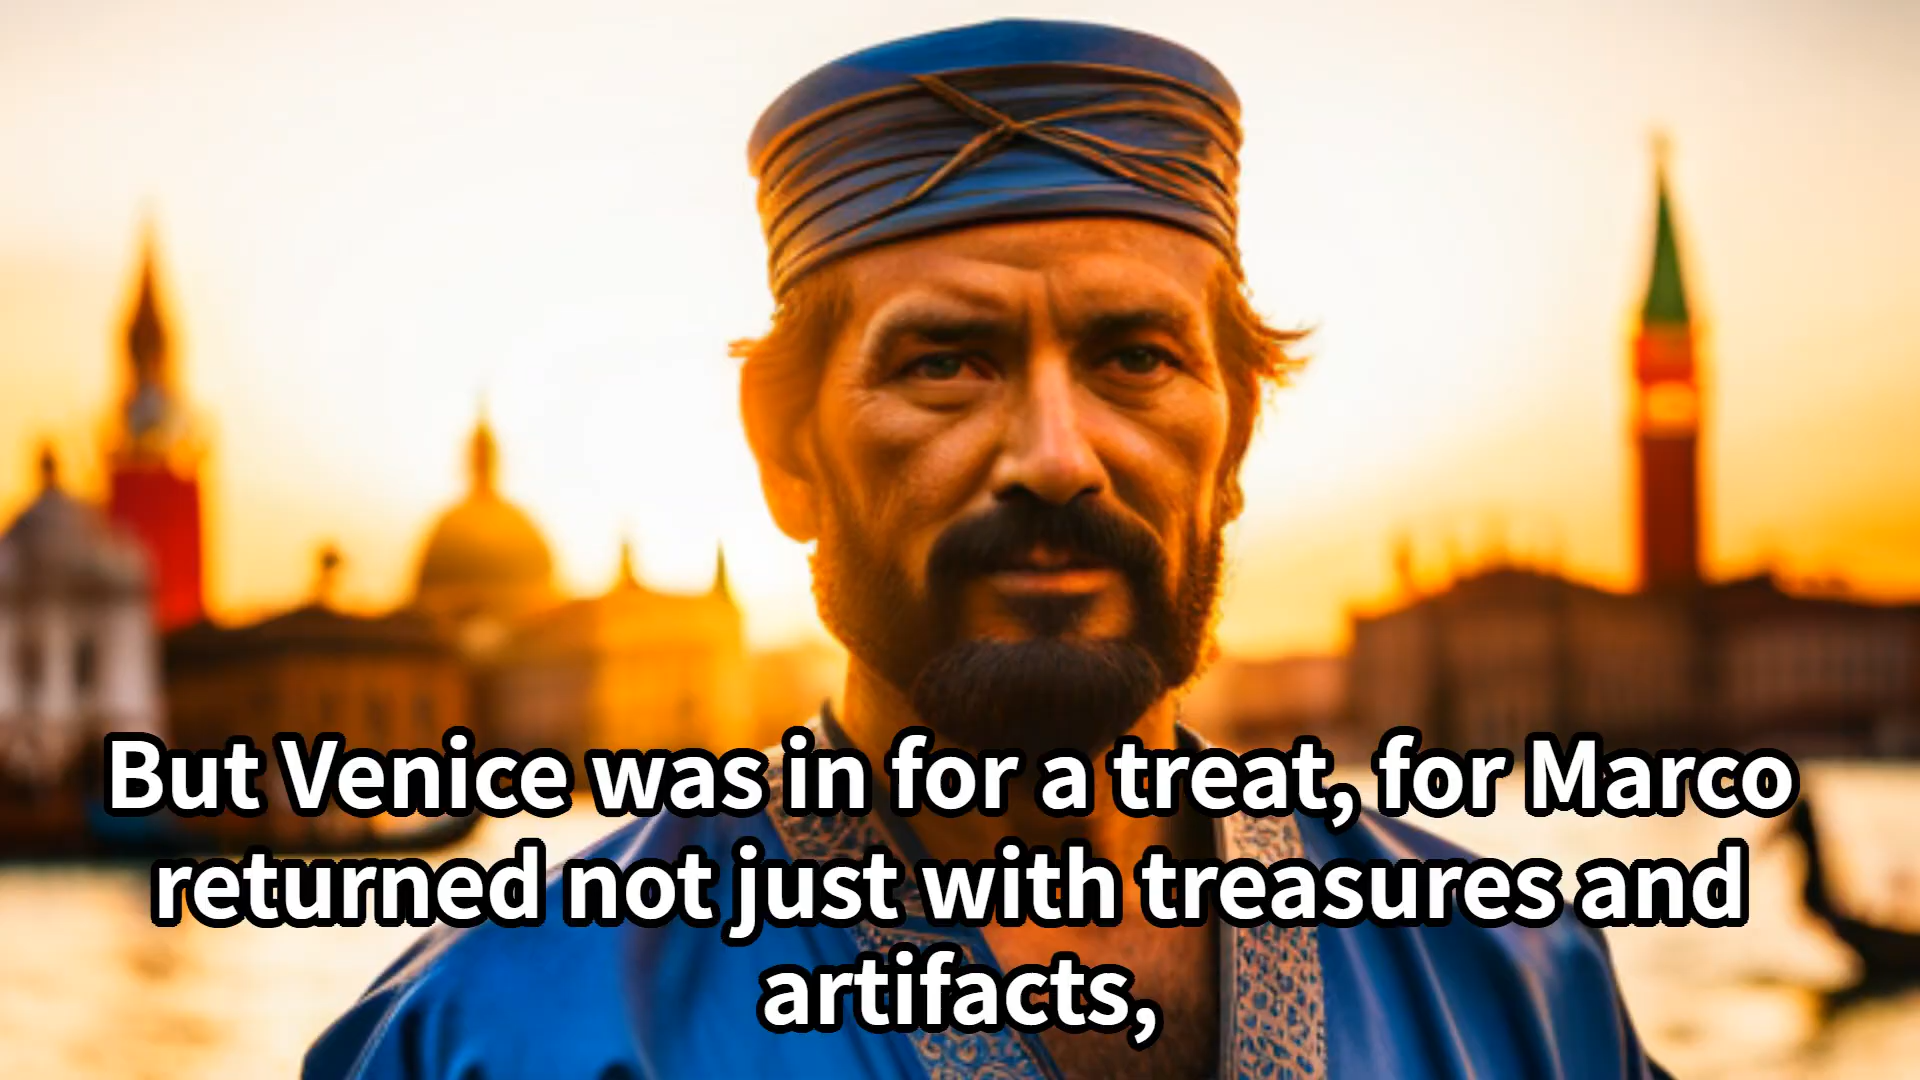 But Venice was in for a treat, for Marco
returned not just with treasures and
artifacts,